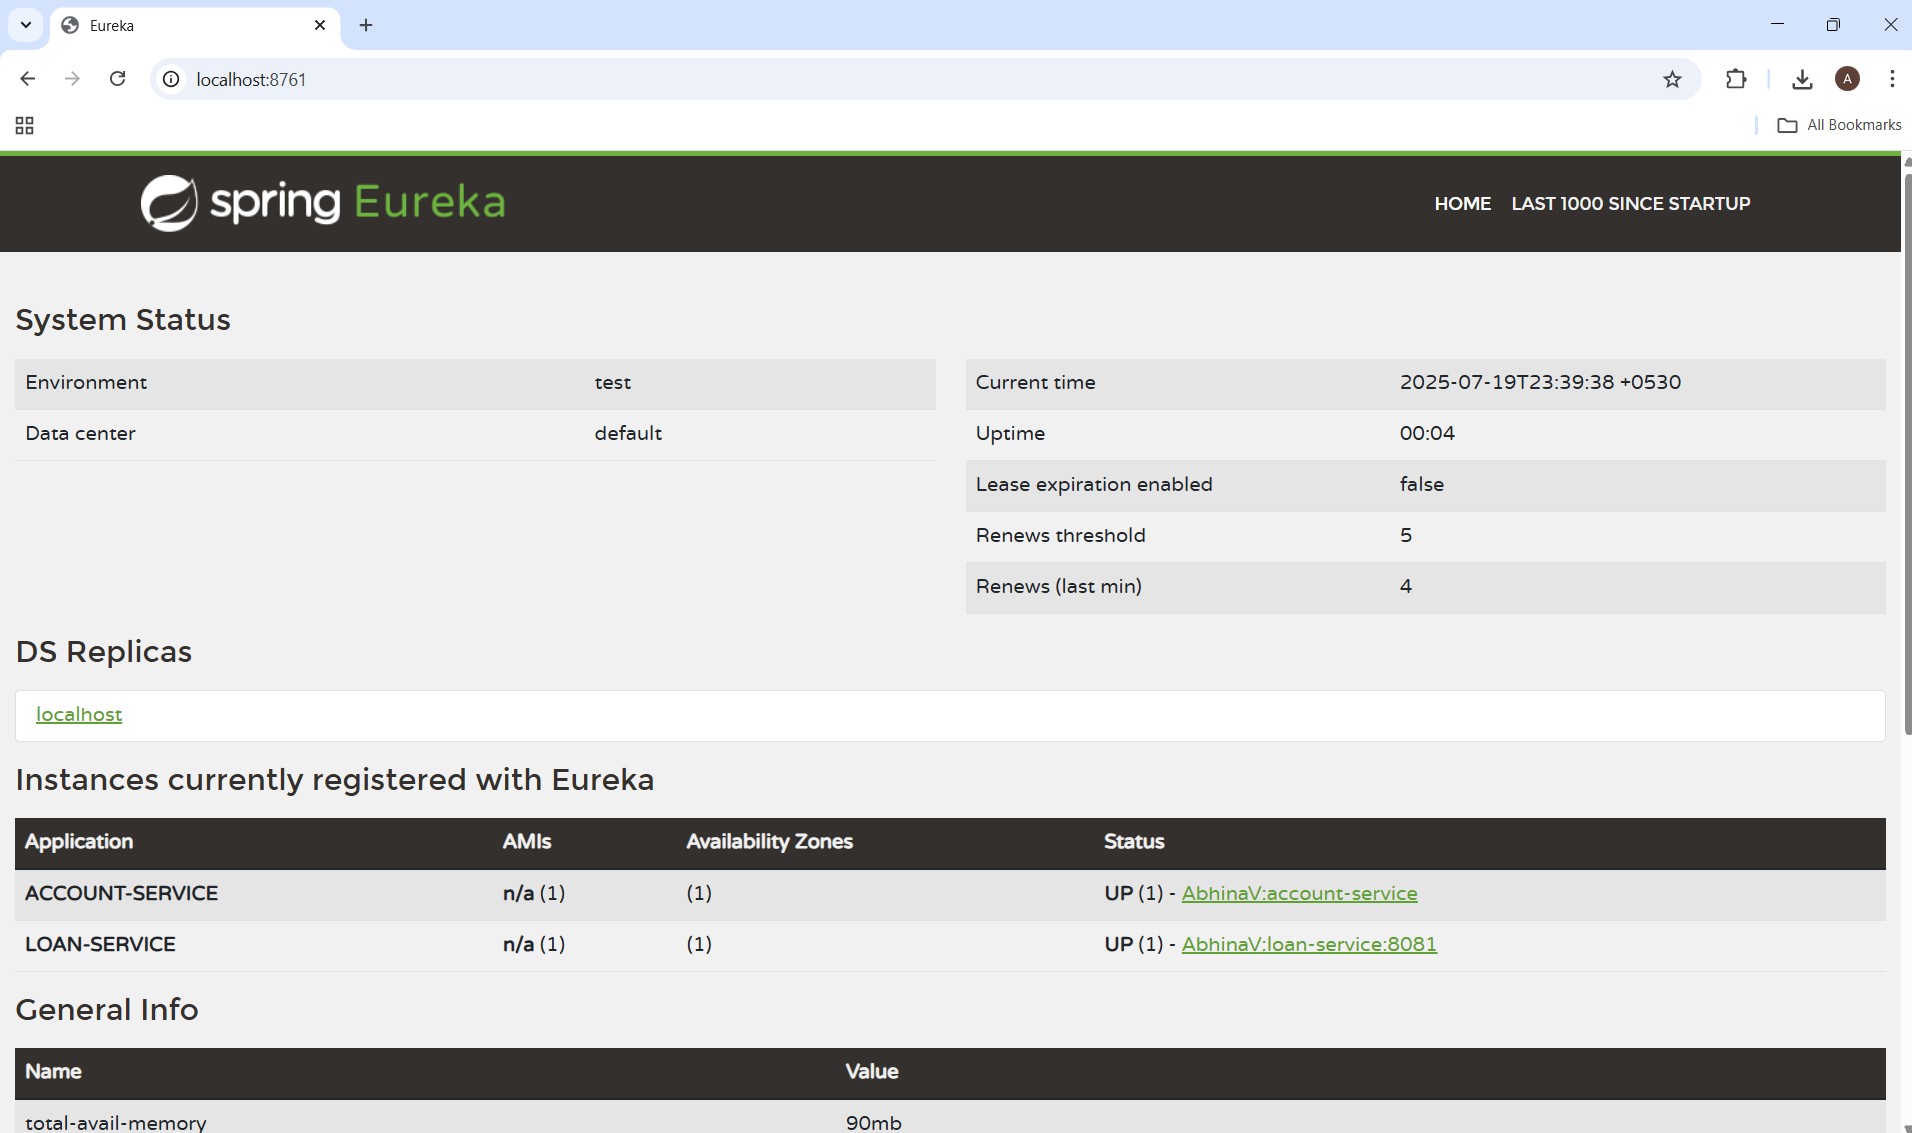 Eureka
localhost:8761
A
All Bookmarks
spring Eureka
HOME LAST 1000 SINCE STARTUP
System Status
Environment test
Data center default
Current time 2025-07-19T23:39:38 +0530
Uptime 00:04
Lease expiration enabled false
Renews threshold 5
Renews (last min) 4
DS Replicas
localhost
Instances currently registered with Eureka
Application AMIs Availability Zones Status
ACCOUNT-SERVICE n/a (1) (1) UP (1) - AbhinaV:account-service
LOAN-SERVICE n/a (1) (1) UP (1) - AbhinaV:loan-service:8081
General Info
Name Value
total-avail-memory 90mb